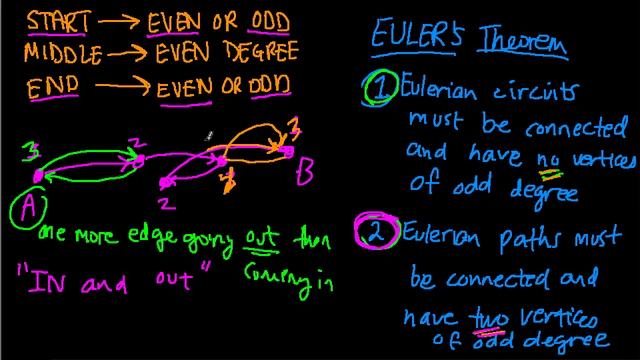 START → EVEN OR ODD
MIDDLE → EVEN DEGREE
END → EVEN OR ODD
3 2 3
A 2 4 B
one more edge going out then
coming in
"IN and out"
EULER'S Theorem
1 Eulerian circuits
must be connected
and have no vertices
of odd degree
2 Eulerian paths must
be connected and
have two vertices
of odd degree